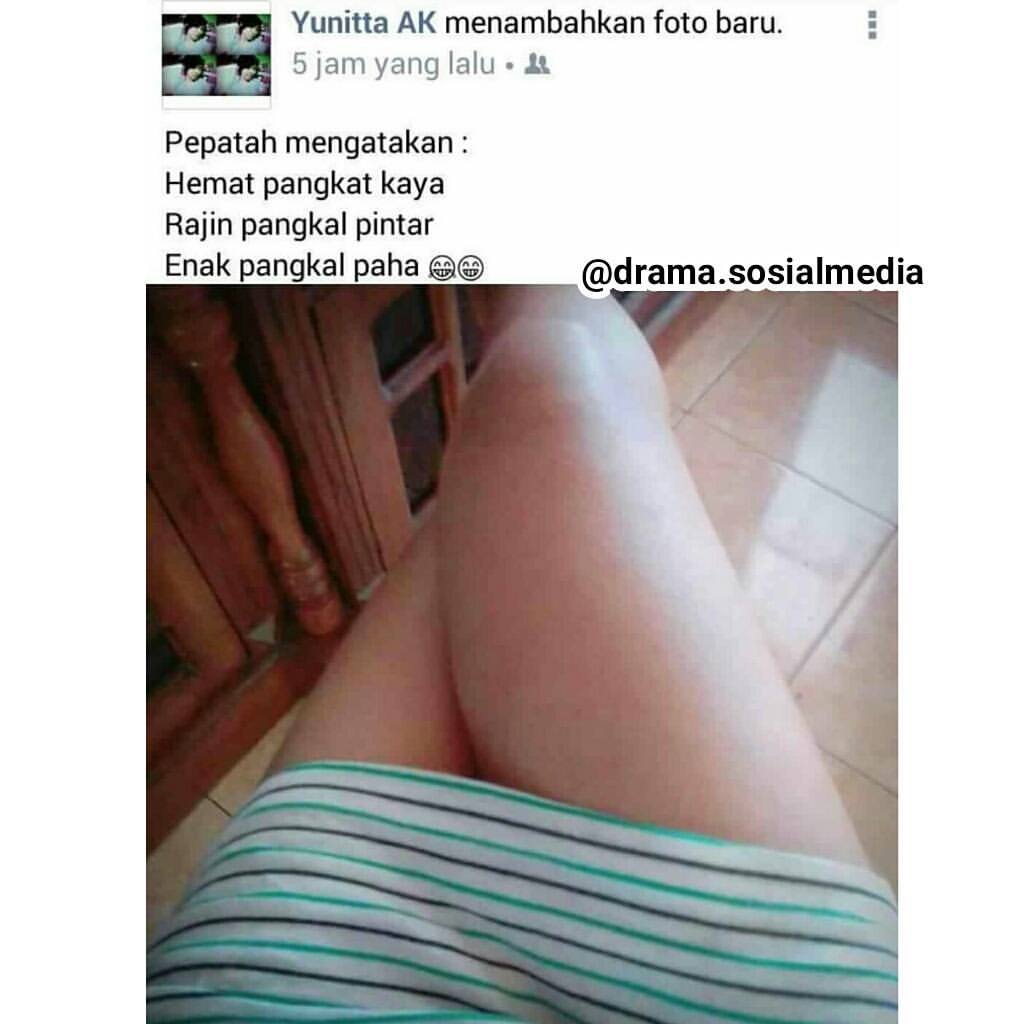 Yunitta AK menambahkan foto baru.
5 jam yang lalu •
Pepatah mengatakan :
Hemat pangkat kaya
Rajin pangkal pintar
Enak pangkal paha 😁😁
@drama.sosialmedia